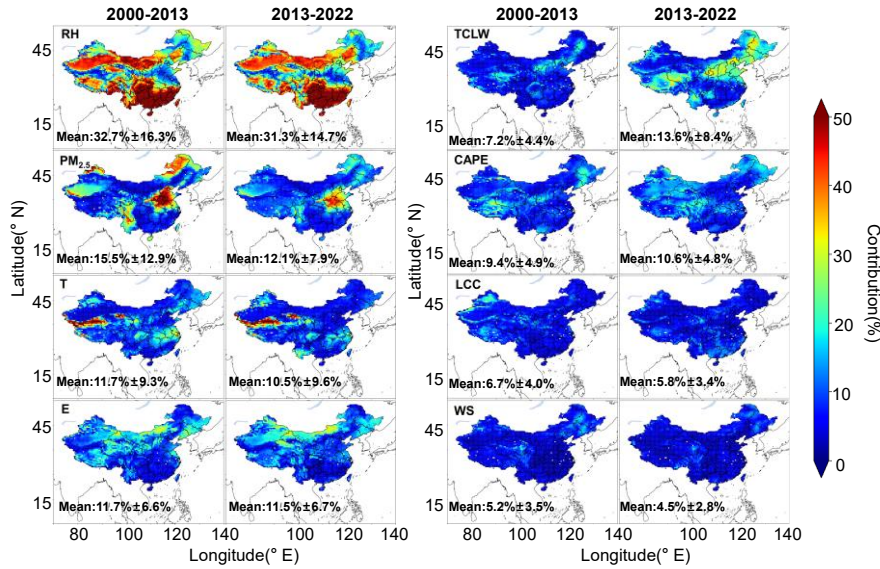 2000-2013
2013-2022
2000-2013
2013-2022
RH
Mean:32.7%±16.3%
Mean:31.3%±14.7%
TCLW
Mean:7.2%±4.4%
Mean:13.6%±8.4%
PM2.5
Mean:15.5%±12.9%
Mean:12.1%±7.9%
CAPE
Mean:9.4%±4.9%
Mean:10.6%±4.8%
T
Mean:11.7%±9.3%
Mean:10.5%±9.6%
LCC
Mean:6.7%±4.0%
Mean:5.8%±3.4%
E
Mean:11.7%±6.6%
Mean:11.5%±6.7%
WS
Mean:5.2%±3.5%
Mean:4.5%±2.8%
Latitude(° N)
45
15
45
15
45
15
45
15
Latitude(° N)
45
15
45
15
45
15
45
15
80 100 120
80 100 120 140
Longitude(° E)
80 100 120
80 100 120 140
Longitude(° E)
50
40
30
20
10
0
Contribution(%)